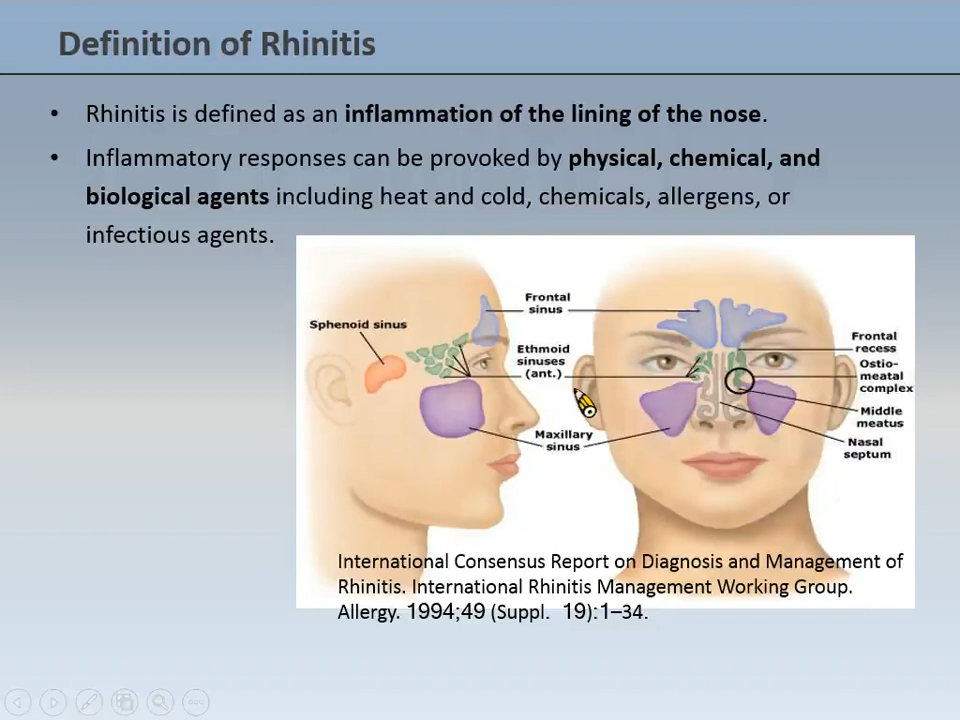 Definition of Rhinitis
• Rhinitis is defined as an inflammation of the lining of the nose.
• Inflammatory responses can be provoked by physical, chemical, and
biological agents including heat and cold, chemicals, allergens, or
infectious agents.
Sphenoid sinus
Frontal
sinus
Ethmoid
sinuses
(ant.)
Maxillary
sinus
Frontal
recess
Ostio-
meatal
complex
Middle
meatus
Nasal
septum
International Consensus Report on Diagnosis and Management of
Rhinitis. International Rhinitis Management Working Group.
Allergy. 1994;49 (Suppl. 19):1–34.